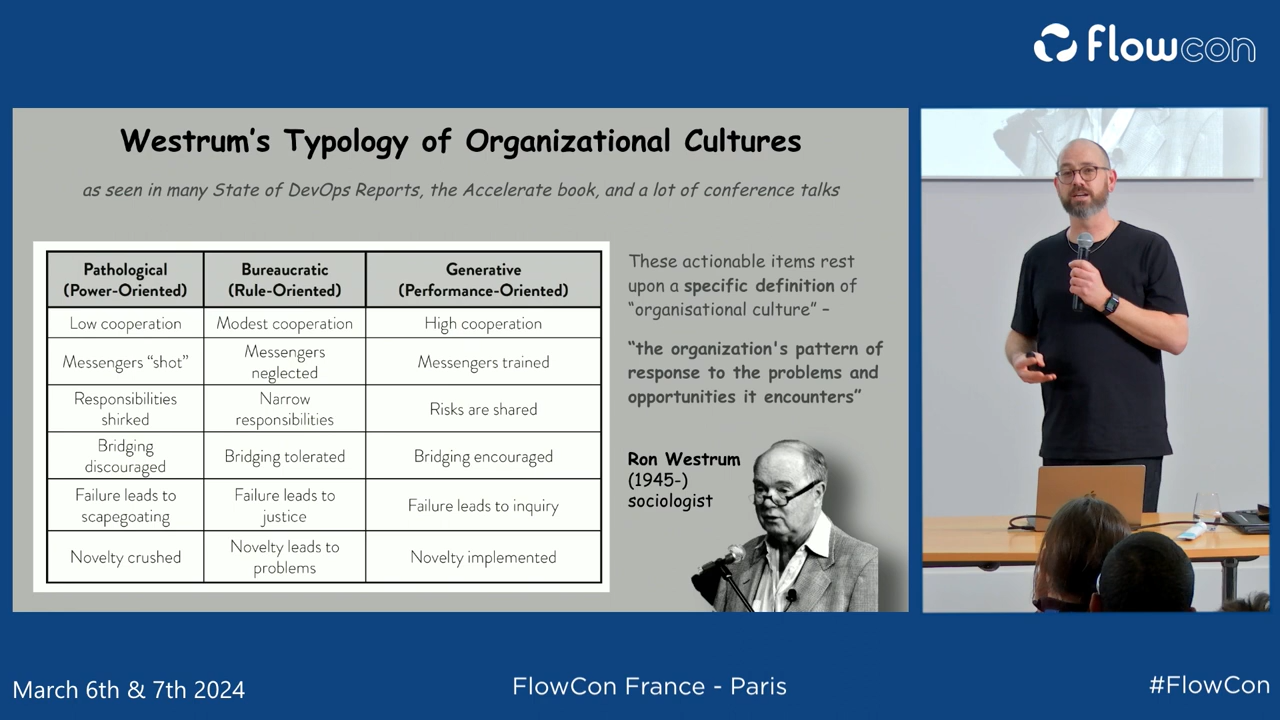 flowcon
Westrum's Typology of Organizational Cultures
as seen in many State of DevOps Reports, the Accelerate book, and a lot of conference talks
Pathological
(Power-Oriented)
Bureaucratic
(Rule-Oriented)
Generative
(Performance-Oriented)
Low cooperation
Modest cooperation
High cooperation
Messengers “shot”
Messengers
neglected
Messengers trained
Responsibilities
shirked
Narrow
responsibilities
Risks are shared
Bridging
discouraged
Bridging tolerated
Bridging encouraged
Failure leads to
scapegoating
Failure leads to
justice
Failure leads to inquiry
Novelty crushed
Novelty leads to
problems
Novelty implemented
These actionable items rest
upon a specific definition of
“organisational culture” –
“the organization's pattern of
response to the problems and
opportunities it encounters”
Ron Westrum
(1945-)
sociologist
March 6th & 7th 2024
FlowCon France - Paris
#FlowCon